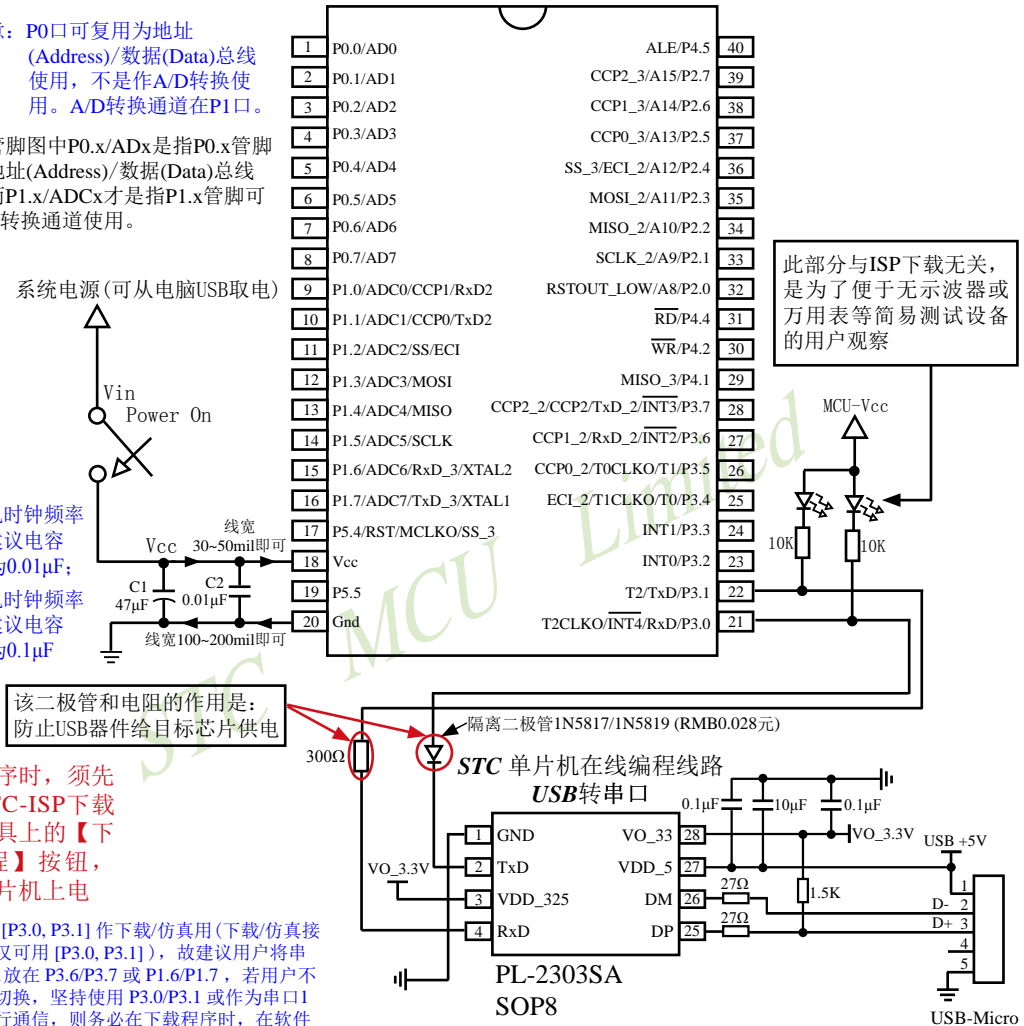 意：P0口可复用为地址
(Address)/数据(Data)总线
使用，不是作A/D转换使
用。A/D转换通道在P1口。
管脚图中P0.x/ADx是指P0.x管脚
地址(Address)/数据(Data)总线
而P1.x/ADCx才是指P1.x管脚可
转换通道使用。
1 P0.0/AD0
2 P0.1/AD1
3 P0.2/AD2
4 P0.3/AD3
5 P0.4/AD4
6 P0.5/AD5
7 P0.6/AD6
8 P0.7/AD7
9 P1.0/ADC0/CCP1/RxD2
10 P1.1/ADC1/CCP0/TxD2
11 P1.2/ADC2/SS/ECI
12 P1.3/ADC3/MOSI
13 P1.4/ADC4/MISO
14 P1.5/ADC5/SCLK
15 P1.6/ADC6/RxD_3/XTAL2
16 P1.7/ADC7/TxD_3/XTAL1
17 P5.4/RST/MCLKO/SS_3
18 Vcc
19 P5.5
20 Gnd
ALE/P4.5 40
CCP2_3/A15/P2.7 39
CCP1_3/A14/P2.6 38
CCP0_3/A13/P2.5 37
SS_3/ECI_2/A12/P2.4 36
MOSI_2/A11/P2.3 35
MISO_2/A10/P2.2 34
SCLK_2/A9/P2.1 33
RSTOUT_LOW/A8/P2.0 32
RD/P4.4 31
WR/P4.2 30
MISO_3/P4.1 29
CCP2_2/CCP2/TxD_2/INT3/P3.7 28
CCP1_2/RxD_2/INT2/P3.6 27
CCP0_2/T0CLKO/T1/P3.5 26
ECI_2/T1CLKO/T0/P3.4 25
INT1/P3.3 24
INT0/P3.2 23
T2/TxD/P3.1 22
T2CLKO/INT4/RxD/P3.0 21
此部分与ISP下载无关，
是为了便于无示波器或
万用表等简易测试设备
的用户观察
MCU-Vcc
10K
10K
系统电源(可从电脑USB取电)
Vin
Power On
Vcc
线宽
30~50mil即可
C1
47μF
C2
0.01μF
线宽100~200mil即可
时钟频率
建议电容
为0.01μF；
时钟频率
建议电容
为0.1μF
STC MCU Limited
该二极管和电阻的作用是：
防止USB器件给目标芯片供电
300Ω
隔离二极管1N5817/1N5819 (RMB0.028元)
STC 单片机在线编程线路
USB转串口
序时，须先
TC-ISP下载
具上的【下
程】按钮，
片机上电
VO_3.3V
1 GND
2 TxD
3 VDD_325
4 RxD
VO_33 28
VDD_5 27
DM 26
DP 25
PL-2303SA
SOP8
0.1μF
10μF
0.1μF
VO_3.3V
27Ω
27Ω
1.5K
USB +5V
1
D- 2
D+ 3
4
5
USB-Micro
[P3.0, P3.1] 作下载/仿真用(下载/仿真接
仅可用 [P3.0, P3.1] )，故建议用户将串
放在 P3.6/P3.7 或 P1.6/P1.7，若用户不
切换，坚持使用 P3.0/P3.1 或作为串口1
行通信，则务必在下载程序时，在软件